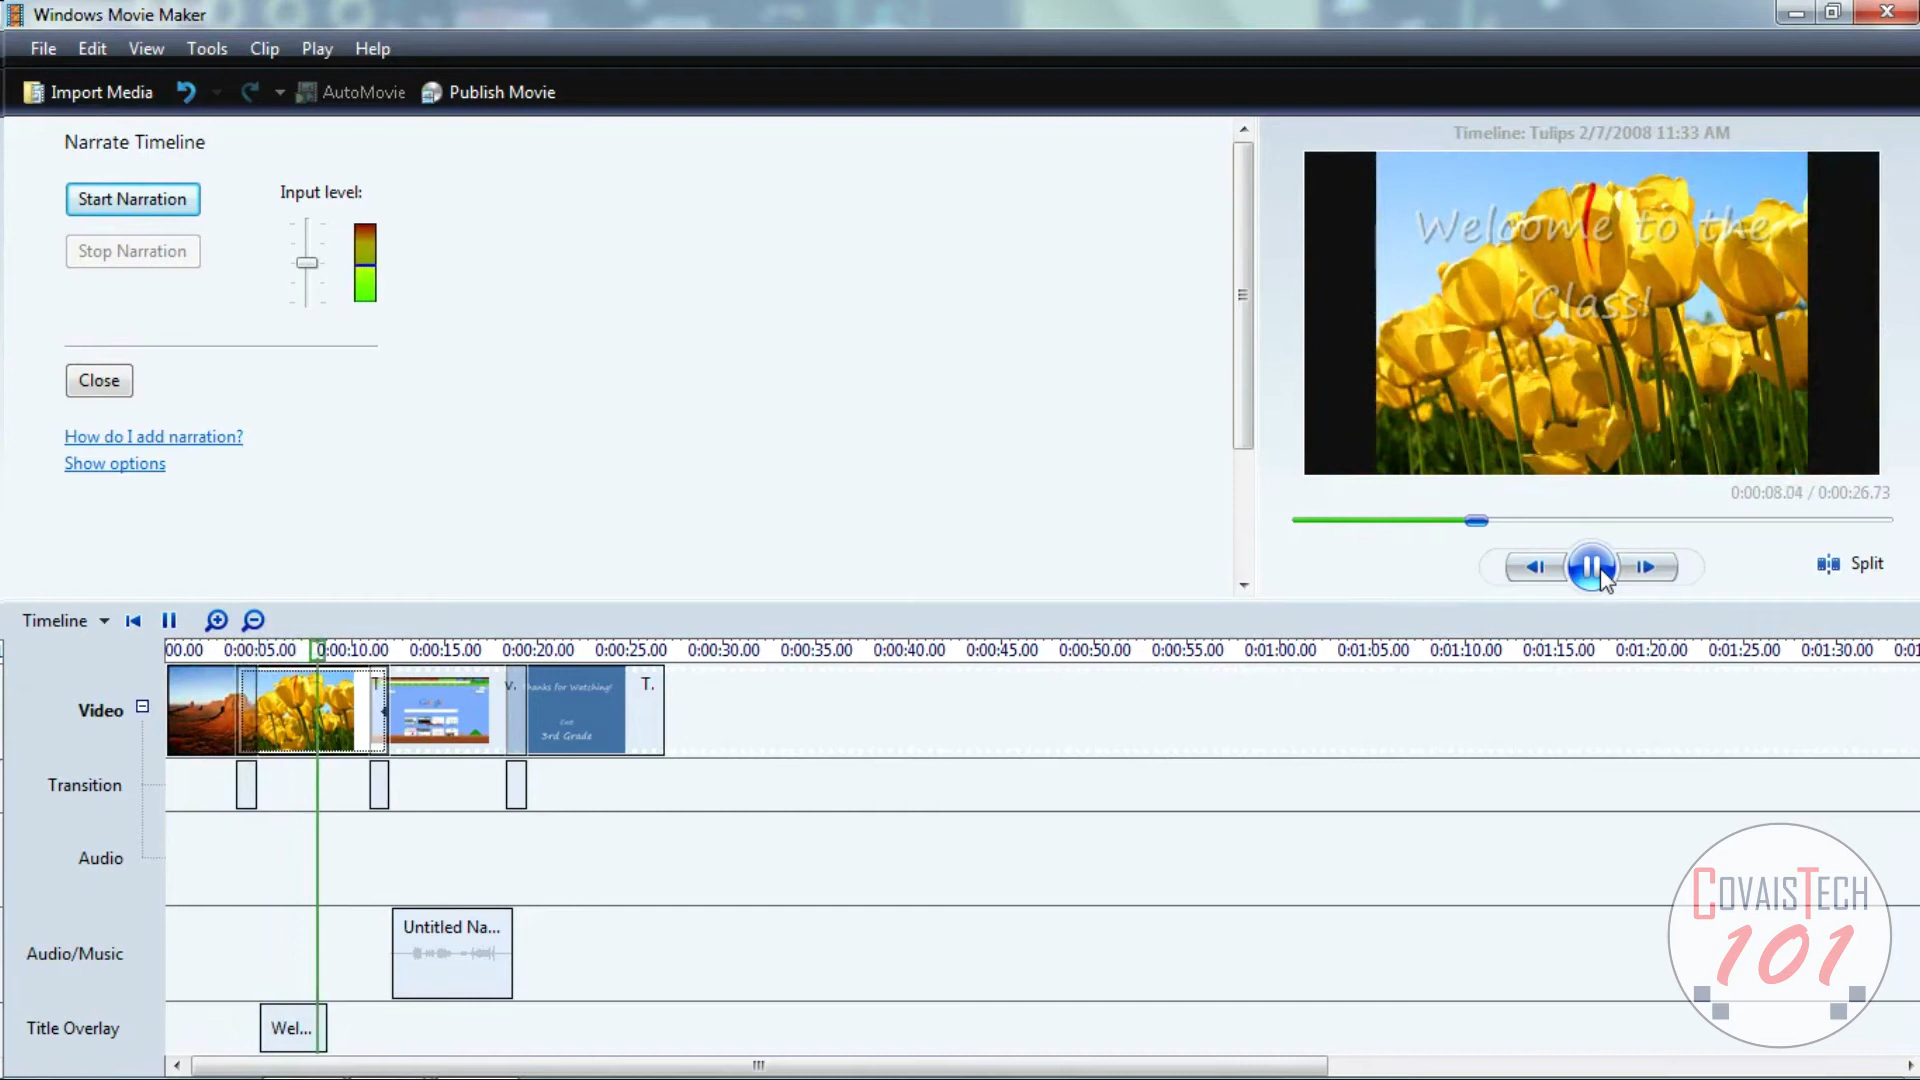 Windows Movie Maker
File Edit View Tools Clip Play Help
Import Media AutoMovie Publish Movie
Narrate Timeline
Start Narration
Input level:
Stop Narration
Close
How do I add narration?
Show options
Timeline: Tulips 2/7/2008 11:33 AM
Welcome to the
Class!
0:00:08.04 / 0:00:26.73
Split
Timeline
00.00 0:00:05.00 0:00:10.00 0:00:15.00 0:00:20.00 0:00:25.00 0:00:30.00 0:00:35.00 0:00:40.00 0:00:45.00 0:00:50.00 0:00:55.00 0:01:00.00 0:01:05.00 0:01:10.00 0:01:15.00 0:01:20.00 0:01:25.00 0:01:30.00 0:01
Video
T
Google
V.
hanks for Watching!
3rd Grade
T.
Transition
Audio
Audio/Music
Untitled Na...
Title Overlay
Wel...
COVAISTECH
101